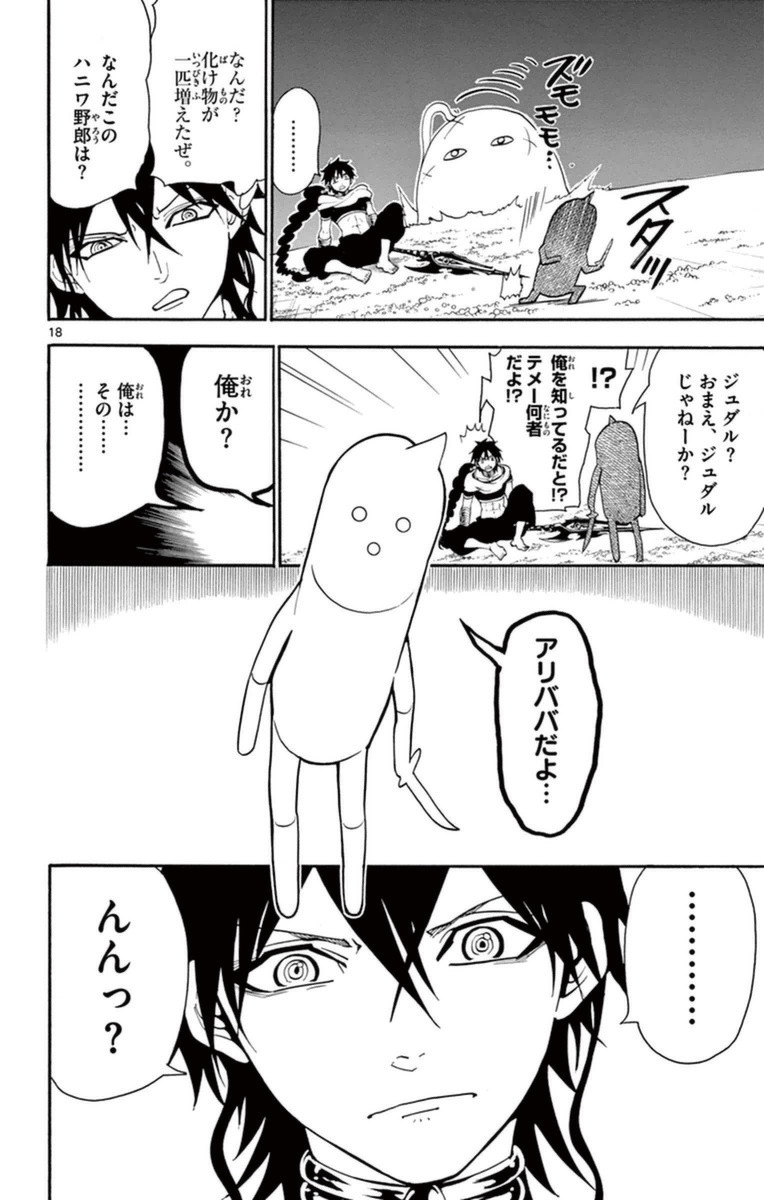 ズモモモ…
スタッ
………
なんだ?
化け物が
一匹増えたぜ。
なんだこの
ハニワ野郎は?
18
ジュダル?
おまえ、ジュダル
じゃねーか?
!?
俺を知ってるだと!?
テメー何者
だよ!?
俺か?
俺は…
その……
…………
アリババだよ…
…………
んんっ?